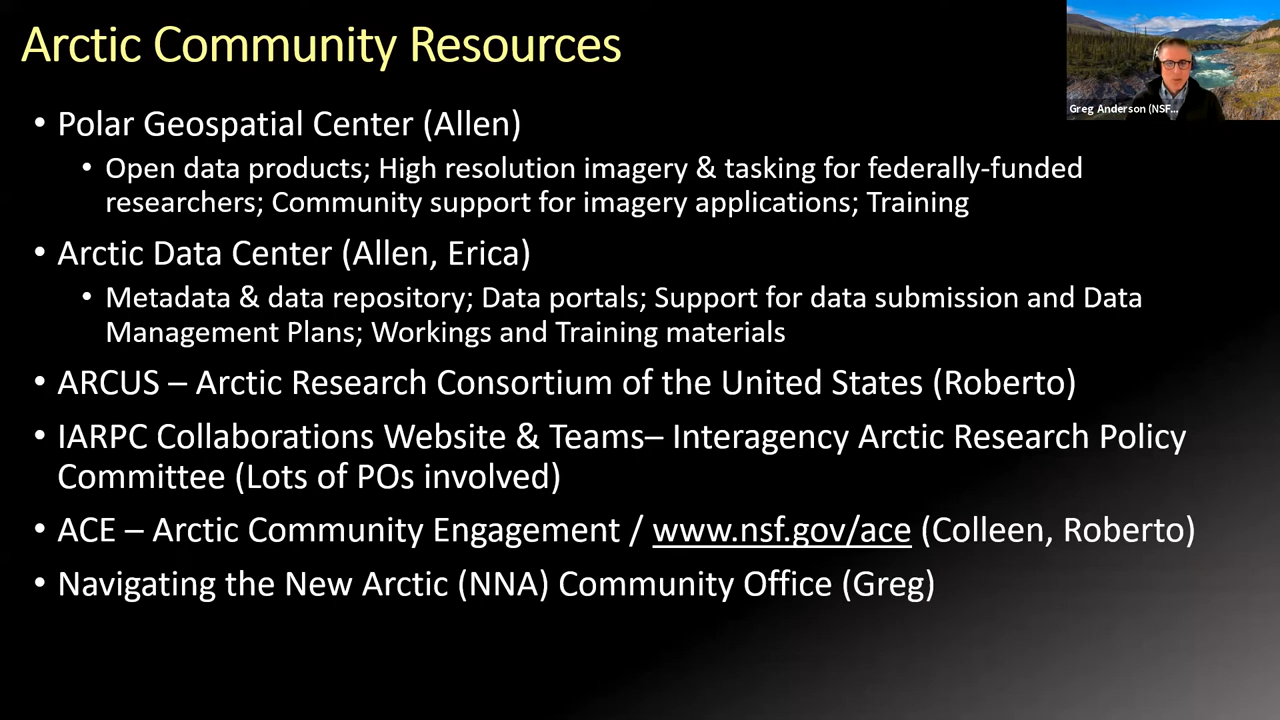 Arctic Community Resources
Greg Anderson (NSF...
• Polar Geospatial Center (Allen)
• Open data products; High resolution imagery & tasking for federally-funded
researchers; Community support for imagery applications; Training
• Arctic Data Center (Allen, Erica)
• Metadata & data repository; Data portals; Support for data submission and Data
Management Plans; Workings and Training materials
• ARCUS – Arctic Research Consortium of the United States (Roberto)
• IARPC Collaborations Website & Teams– Interagency Arctic Research Policy
Committee (Lots of POs involved)
• ACE – Arctic Community Engagement / www.nsf.gov/ace (Colleen, Roberto)
• Navigating the New Arctic (NNA) Community Office (Greg)